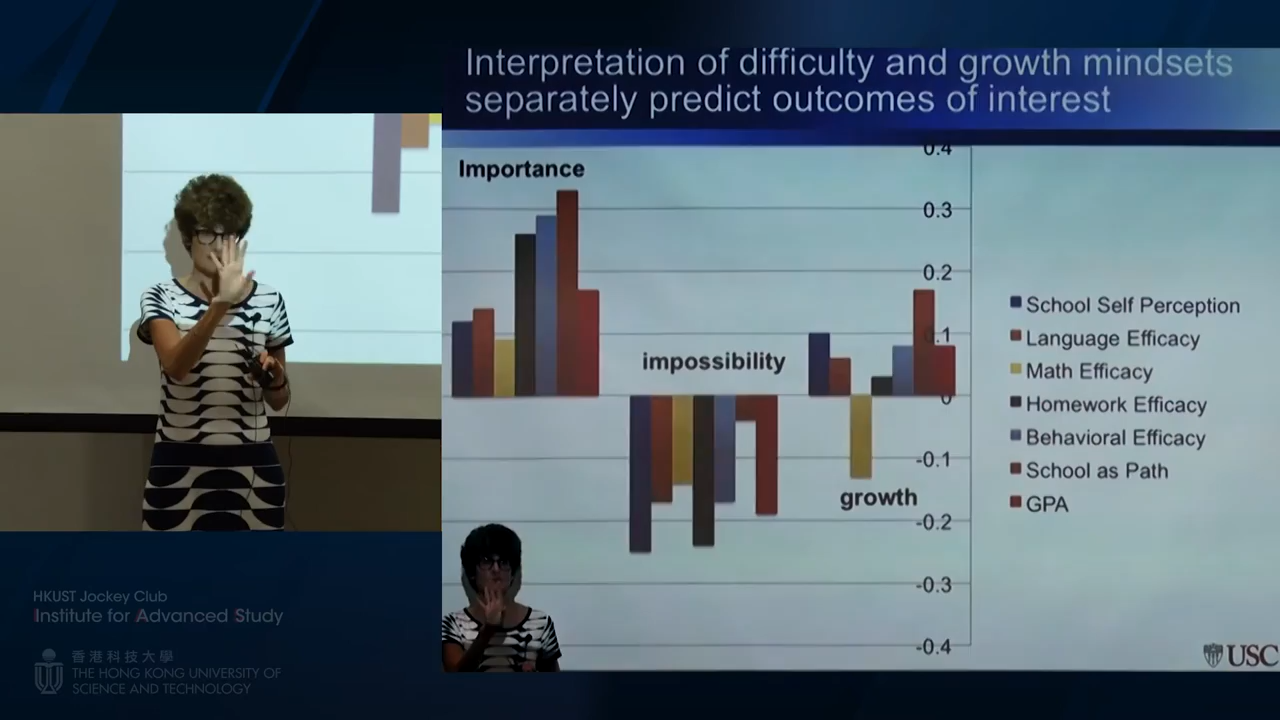 Interpretation of difficulty and growth mindsets
separately predict outcomes of interest
Importance
impossibility
growth
0.4
0.3
0.2
0.1
0
-0.1
-0.2
-0.3
-0.4
School Self Perception
Language Efficacy
Math Efficacy
Homework Efficacy
Behavioral Efficacy
School as Path
GPA
USC
HKUST Jockey Club
Institute for Advanced Study
香港科技大學
THE HONG KONG UNIVERSITY OF
SCIENCE AND TECHNOLOGY